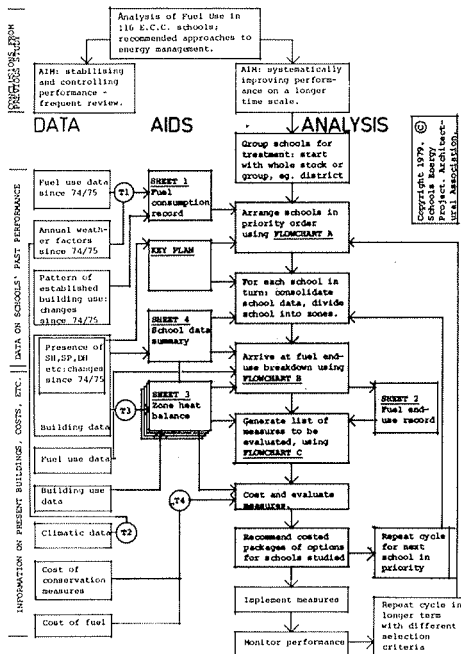 Analysis of Fuel Use in
116 E.C.C. schools;
recommended approaches to
energy management.
CONCLUSIONS FROM
PREVIOUS STUDY
AIM: stabilising
and controlling
performance -
frequent review.
AIM: systematically
improving perform-
ance on a longer
time scale.
DATA
AIDS
ANALYSIS
Copyright 1979. ©
Schools Energy
Project. Architect-
ural Association.
DATA ON SCHOOLS' PAST PERFORMANCE
INFORMATION ON PRESENT BUILDINGS, COSTS, ETC.
Group schools for
treatment: start
with whole stock or
group, eg. district
Fuel use data
since 74/75
T1
SHEET 1
Fuel
consumption
record
Arrange schools in
priority order
using FLOWCHART A
Annual weath-
er factors
since 74/75
KEY PLAN
Pattern of
established
building use:
changes
since 74/75
For each school in
turn: consolidate
school data, divide
school into zones.
SHEET 4
School data
summary
Presence of
SH,SP,DH
etc:changes
since 74/75
Building data
Arrive at fuel end-
use breakdown using
FLOWCHART B
T3
SHEET 3
Zone heat
balance
SHEET 2
Fuel end-
use record
Generate list of
measures to be
evaluated, using
FLOWCHART C
Fuel use data
Building use
data
T4
Cost and evaluate
measures.
Climatic data
T2
Recommend costed
packages of options
for schools studied
Repeat cycle
for next
school in
priority
Cost of
conservation
measures
Implement measures
Cost of fuel
Monitor performance
Repeat cycle in
longer term
with different
selection
criteria